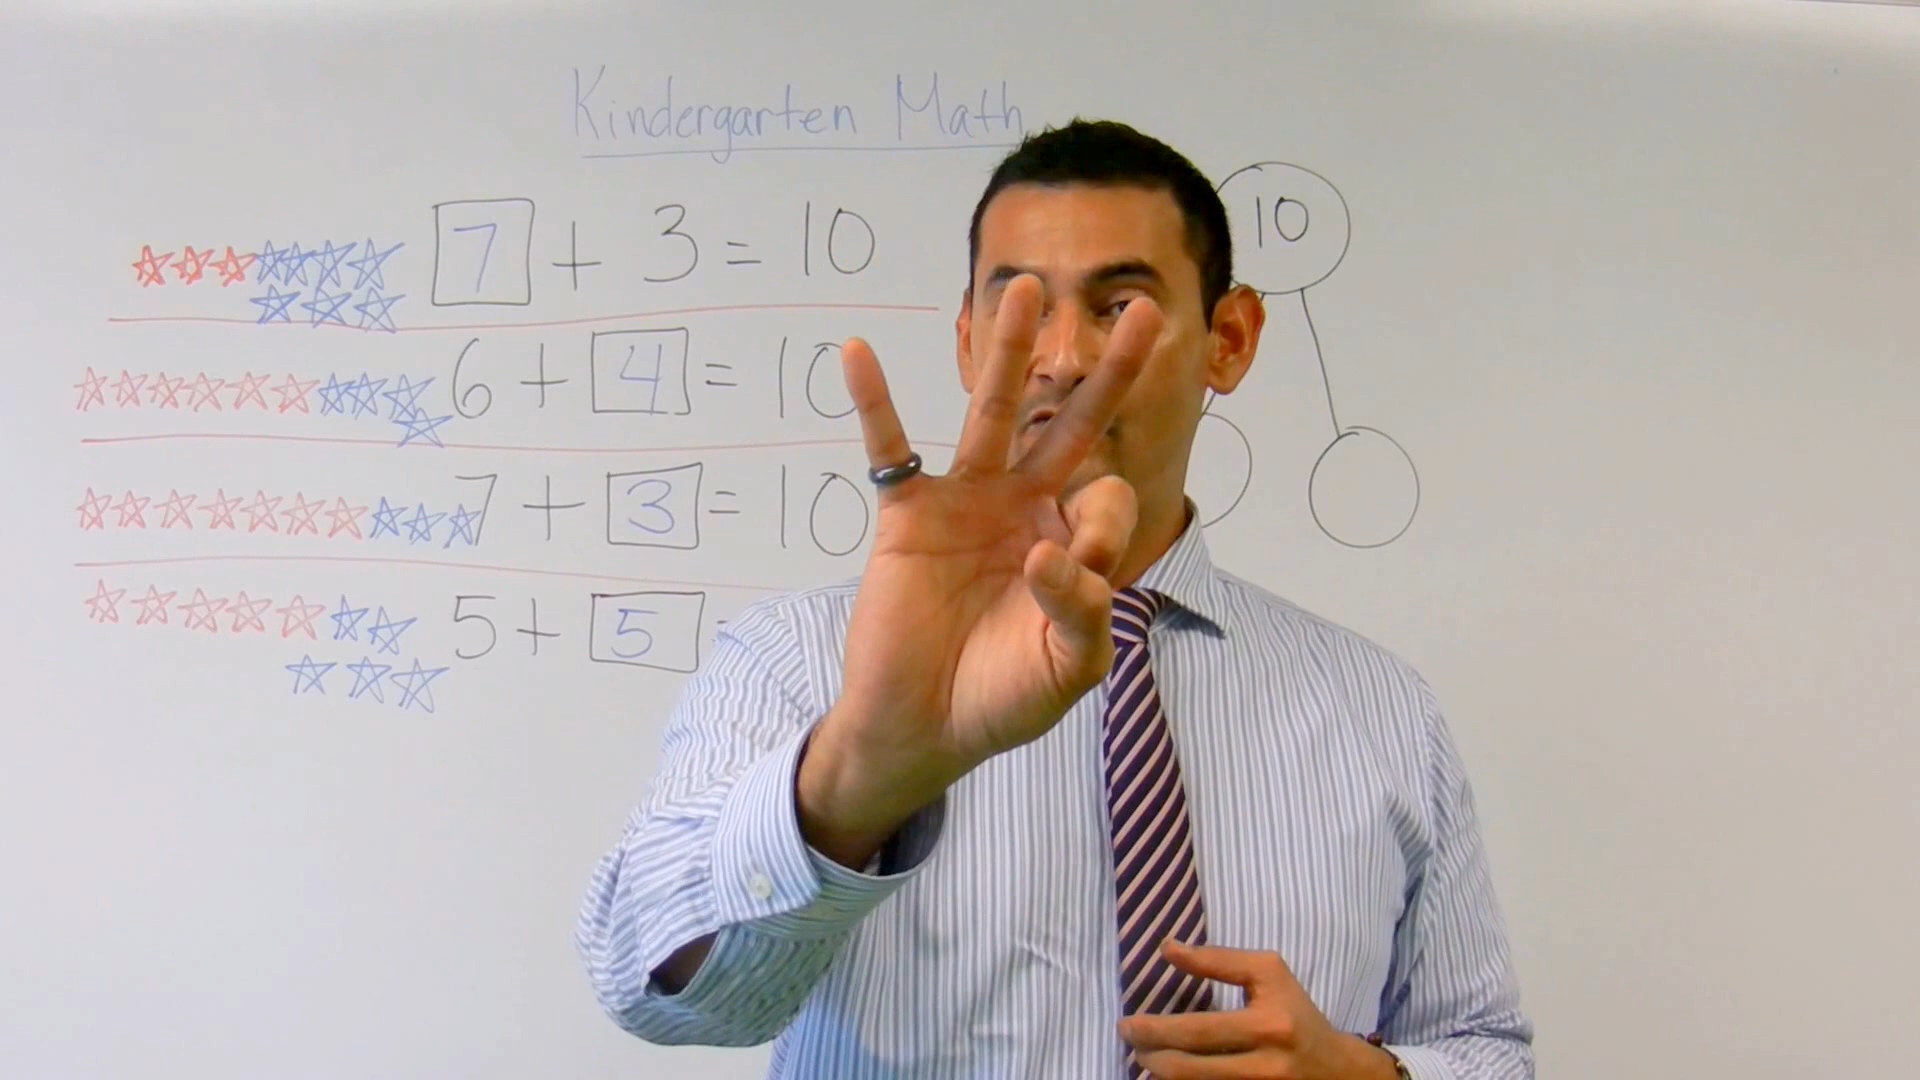 Kindergarten Math
7 + 3 = 10
6 + 4 = 10
7 + 3 = 10
5 + 5
10